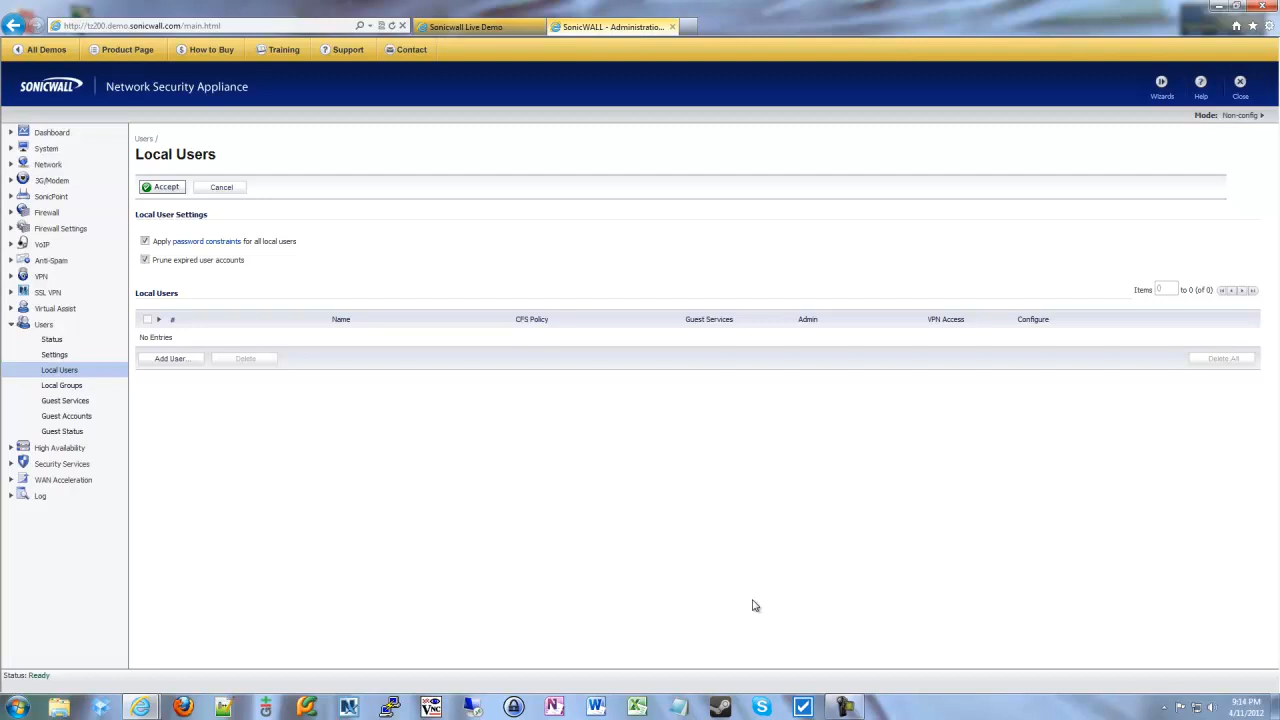 http://tz200.demo.sonicwall.com/main.html
Sonicwall Live Demo
SonicWALL - Administratio...
All Demos
Product Page
How to Buy
Training
Support
Contact
SONICWALL
Network Security Appliance
Wizards
Help
Close
Mode: Non-config
Dashboard
System
Network
3G/Modem
SonicPoint
Firewall
Firewall Settings
VoIP
Anti-Spam
VPN
SSL VPN
Virtual Assist
Users
Status
Settings
Local Users
Local Groups
Guest Services
Guest Accounts
Guest Status
High Availability
Security Services
WAN Acceleration
Log
Users /
Local Users
Accept
Cancel
Local User Settings
Apply password constraints for all local users
Prune expired user accounts
Local Users
Items 0 to 0 (of 0)
# Name CFS Policy Guest Services Admin VPN Access Configure
No Entries
Add User...
Delete
Delete All
Status: Ready
9:14 PM
4/11/2012